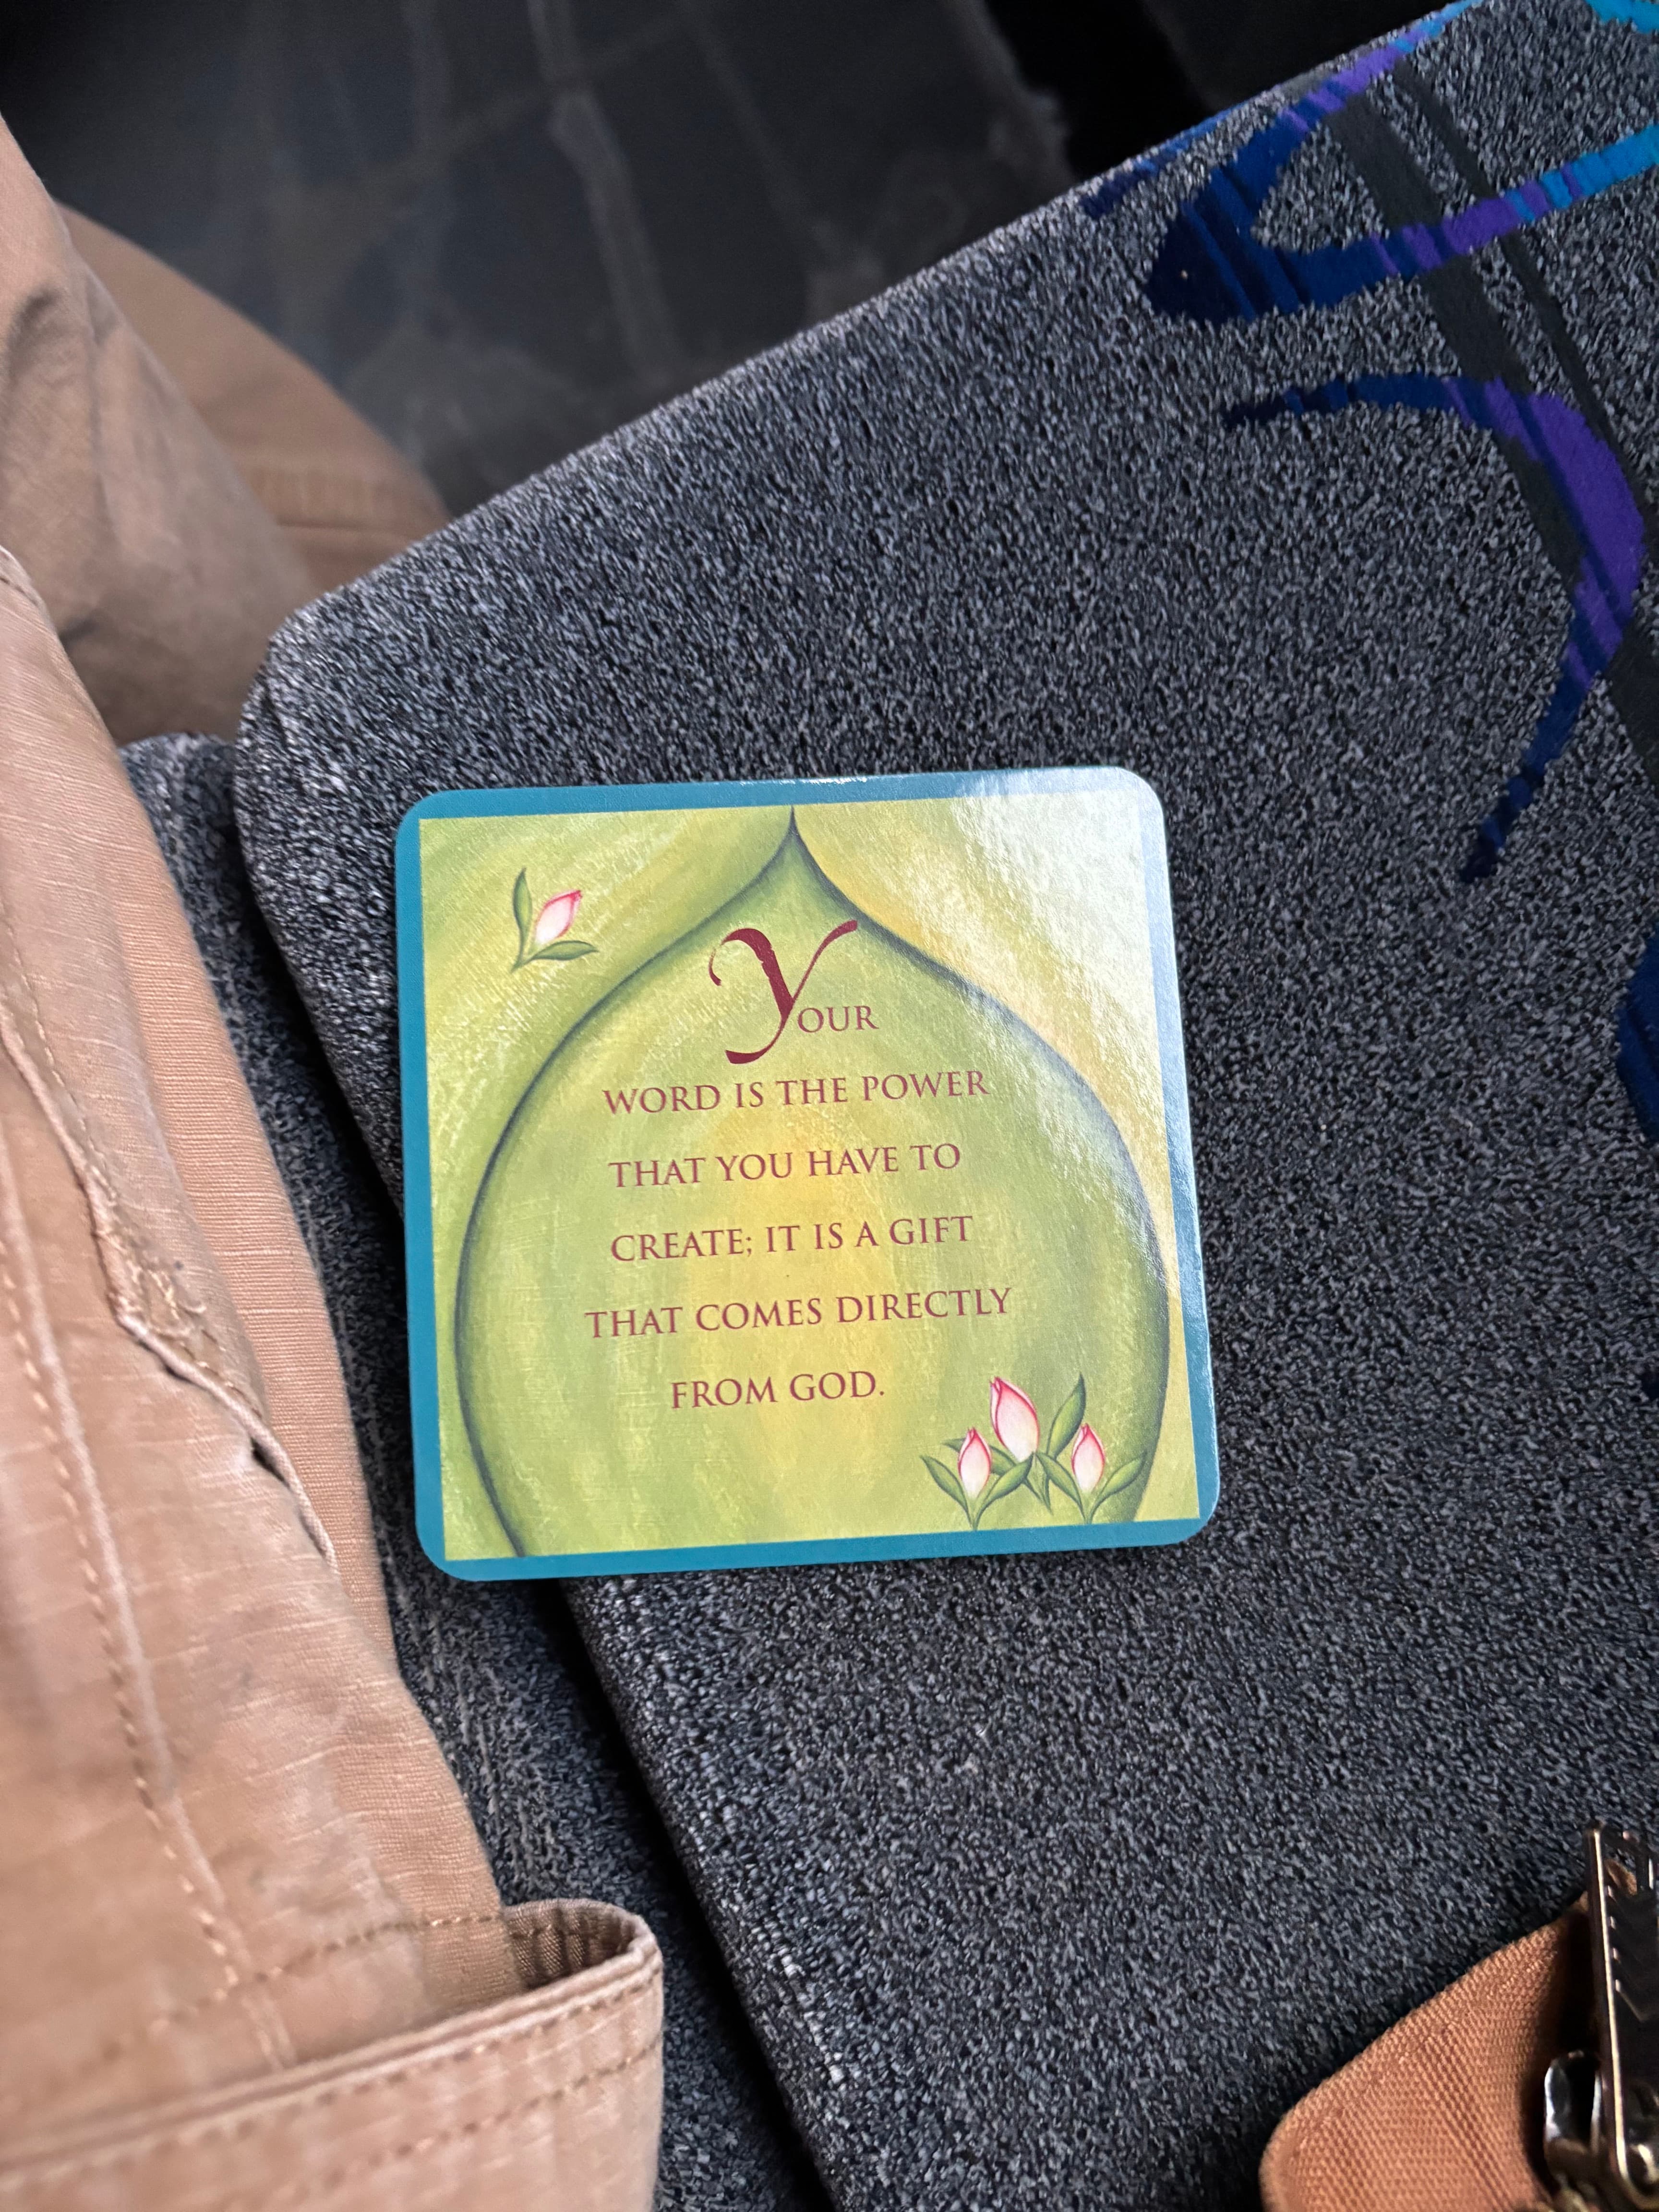 Your
WORD IS THE POWER
THAT YOU HAVE TO
CREATE; IT IS A GIFT
THAT COMES DIRECTLY
FROM GOD.